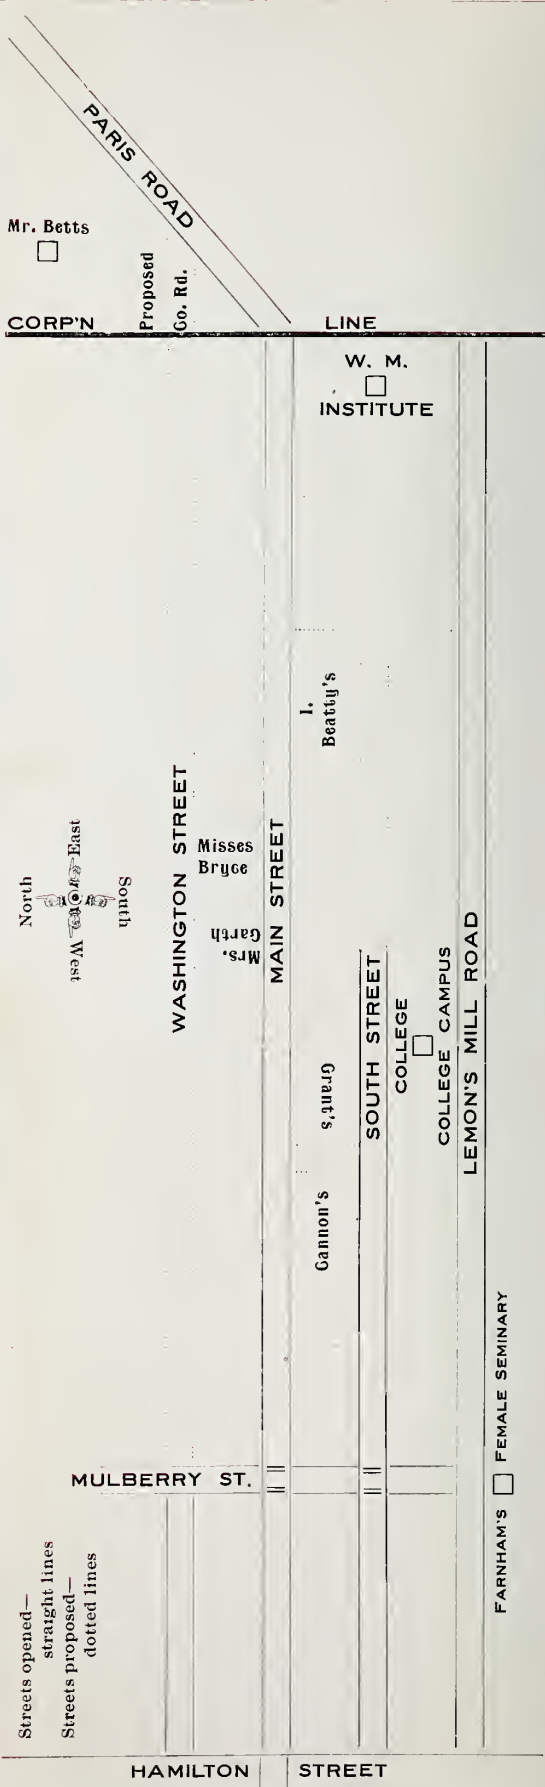 PARIS ROAD
Mr. Betts
Proposed
Co. Rd.
CORP'N LINE
W. M.
INSTITUTE
I.
Beatty's
WASHINGTON STREET
Misses
Bryce
MAIN STREET
Mrs.
Garth
North
East
South
West
SOUTH STREET
COLLEGE
COLLEGE CAMPUS
LEMON'S MILL ROAD
Grant's
Gannon's
FARNHAM'S FEMALE SEMINARY
MULBERRY ST.
Streets opened—
straight lines
Streets proposed—
dotted lines
HAMILTON STREET